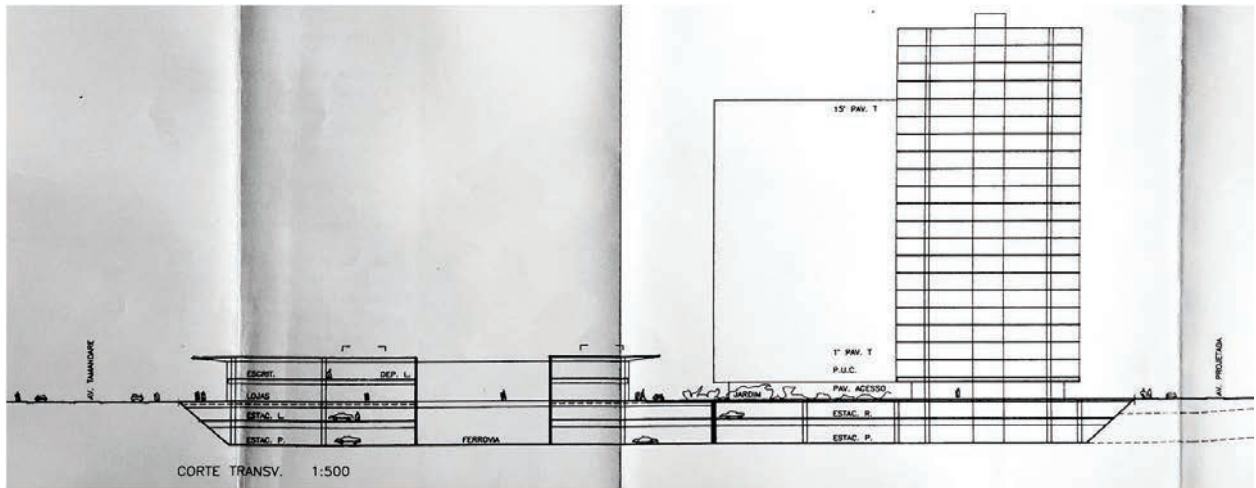 15° PAV. T
AV. TAMANDARE
ESCRIT.
DEP. L.
LOJAS
ESTAC. L.
ESTAC. P.
FERROVIA
1° PAV. T
P.U.C.
PAV. ACESSO
JARDIM
ESTAC. R.
ESTAC. P.
AV. PROJETADA
CORTE TRANSV. 1:500